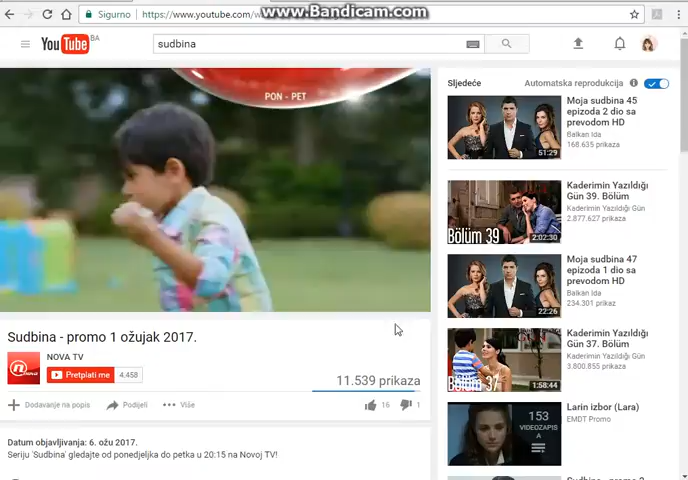 www.Bandicam.com
Sigurno
https://www.youtube.com/w
YouTube BA
sudbina
PON - PET
Sljedeće
Automatska reprodukcija
Moja sudbina 45
epizoda 2 dio sa
prevodom HD
Balkan Ida
168.635 prikaza
51:29
Kaderimin Yazıldığı
Gün 39. Bölüm
Kaderimin Yazıldığı Gün
2.877.627 prikaza
Bölüm 39
2:02:30
Moja sudbina 47
epizoda 1 dio sa
prevodom HD
Balkan Ida
234.301 prikaz
22:26
Kaderimin Yazıldığı
Gün 37. Bölüm
Kaderimin Yazıldığı Gün
3.800.855 prikaza
Bölüm 37
1:58:44
Larin izbor (Lara)
EMDT Promo
153
VIDEOZAPIS
A
Sudbina - promo 1 ožujak 2017.
NOVA TV
Pretplati me
4.458
11.539 prikaza
Dodavanje na popis
Podijeli
Više
16
1
Datum objavljivanja: 6. ožu 2017.
Seriju 'Sudbina' gledajte od ponedjeljka do petka u 20:15 na Novoj TV!